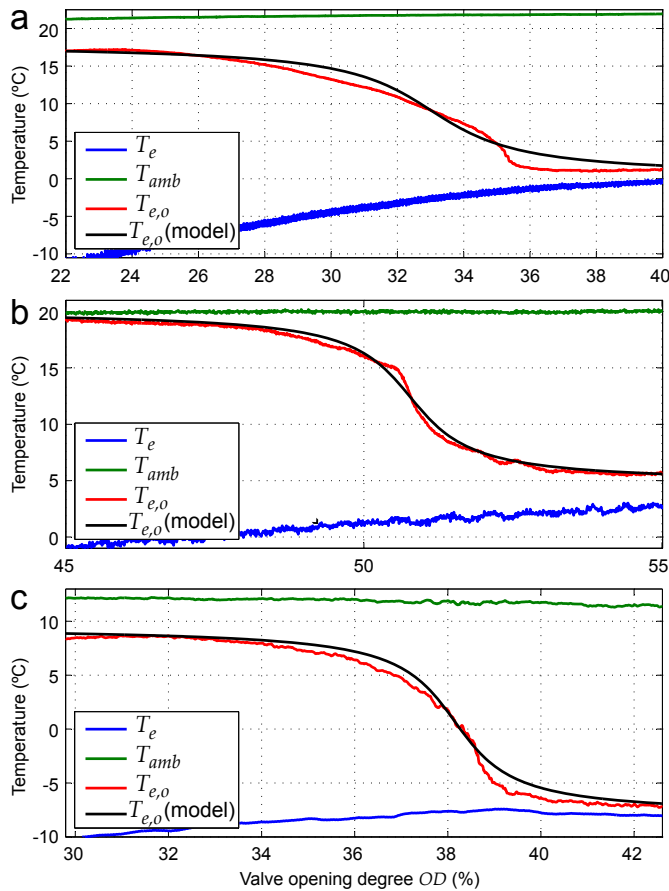 a
Temperature (ºC)
20
15
10
5
0
-5
-10
T_e
T_amb
T_e,o
T_e,o (model)
22 24 26 28 30 32 34 36 38 40
b
Temperature (ºC)
20
15
10
5
0
T_e
T_amb
T_e,o
T_e,o (model)
45 50 55
c
Temperature (ºC)
10
5
0
-5
-10
T_e
T_amb
T_e,o
T_e,o (model)
30 32 34 36 38 40 42
Valve opening degree OD (%)